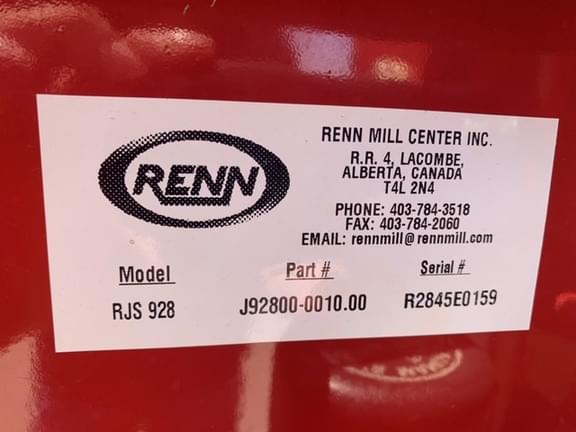 RENN
RENN MILL CENTER INC.
R.R. 4, LACOMBE,
ALBERTA, CANADA
T4L 2N4
PHONE: 403-784-3518
FAX: 403-784-2060
EMAIL: rennmill@rennmill.com
Model Part # Serial #
RJS 928 J92800-0010.00 R2845E0159